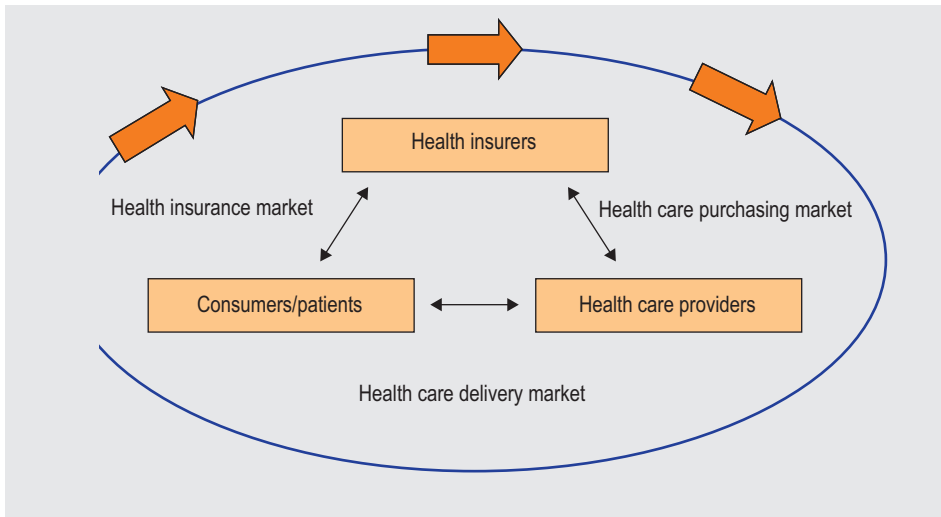 Health insurers
Health insurance market
Health care purchasing market
Consumers/patients
Health care providers
Health care delivery market